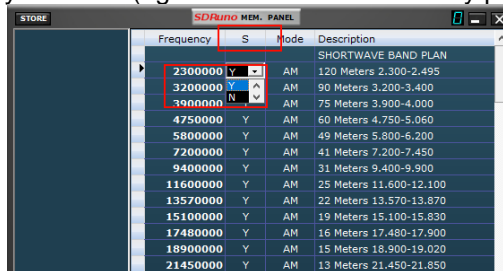 STORE SDRuno MEM. PANEL
Frequency S Mode Description
SHORTWAVE BAND PLAN
2300000 Y AM 120 Meters 2.300-2.495
3200000 Y AM 90 Meters 3.200-3.400
3900000 N AM 75 Meters 3.900-4.000
4750000 Y AM 60 Meters 4.750-5.060
5800000 Y AM 49 Meters 5.800-6.200
7200000 Y AM 41 Meters 7.200-7.450
9400000 Y AM 31 Meters 9.400-9.900
11600000 Y AM 25 Meters 11.600-12.100
13570000 Y AM 22 Meters 13.570-13.870
15100000 Y AM 19 Meters 15.100-15.830
17480000 Y AM 16 Meters 17.480-17.900
18900000 Y AM 15 Meters 18.900-19.020
21450000 Y AM 13 Meters 21.450-21.850